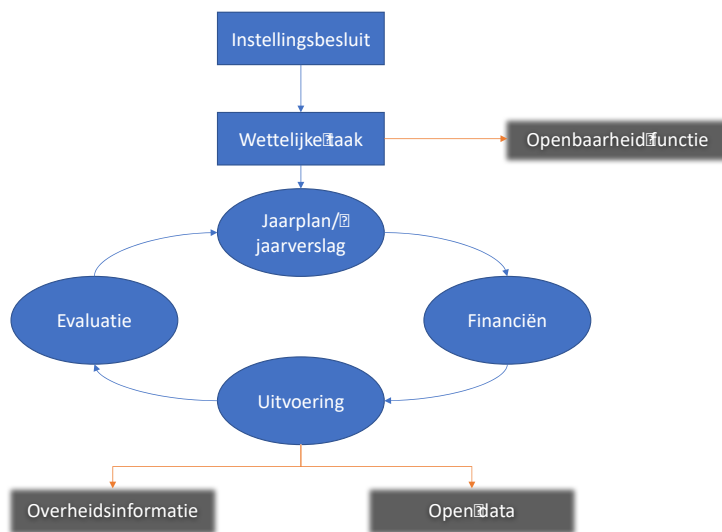 Instellingsbesluit
Wettelijke taak
Openbaarheid functie
Jaarplan/
jaarverslag
Evaluatie
Financiën
Uitvoering
Overheidsinformatie
Open data